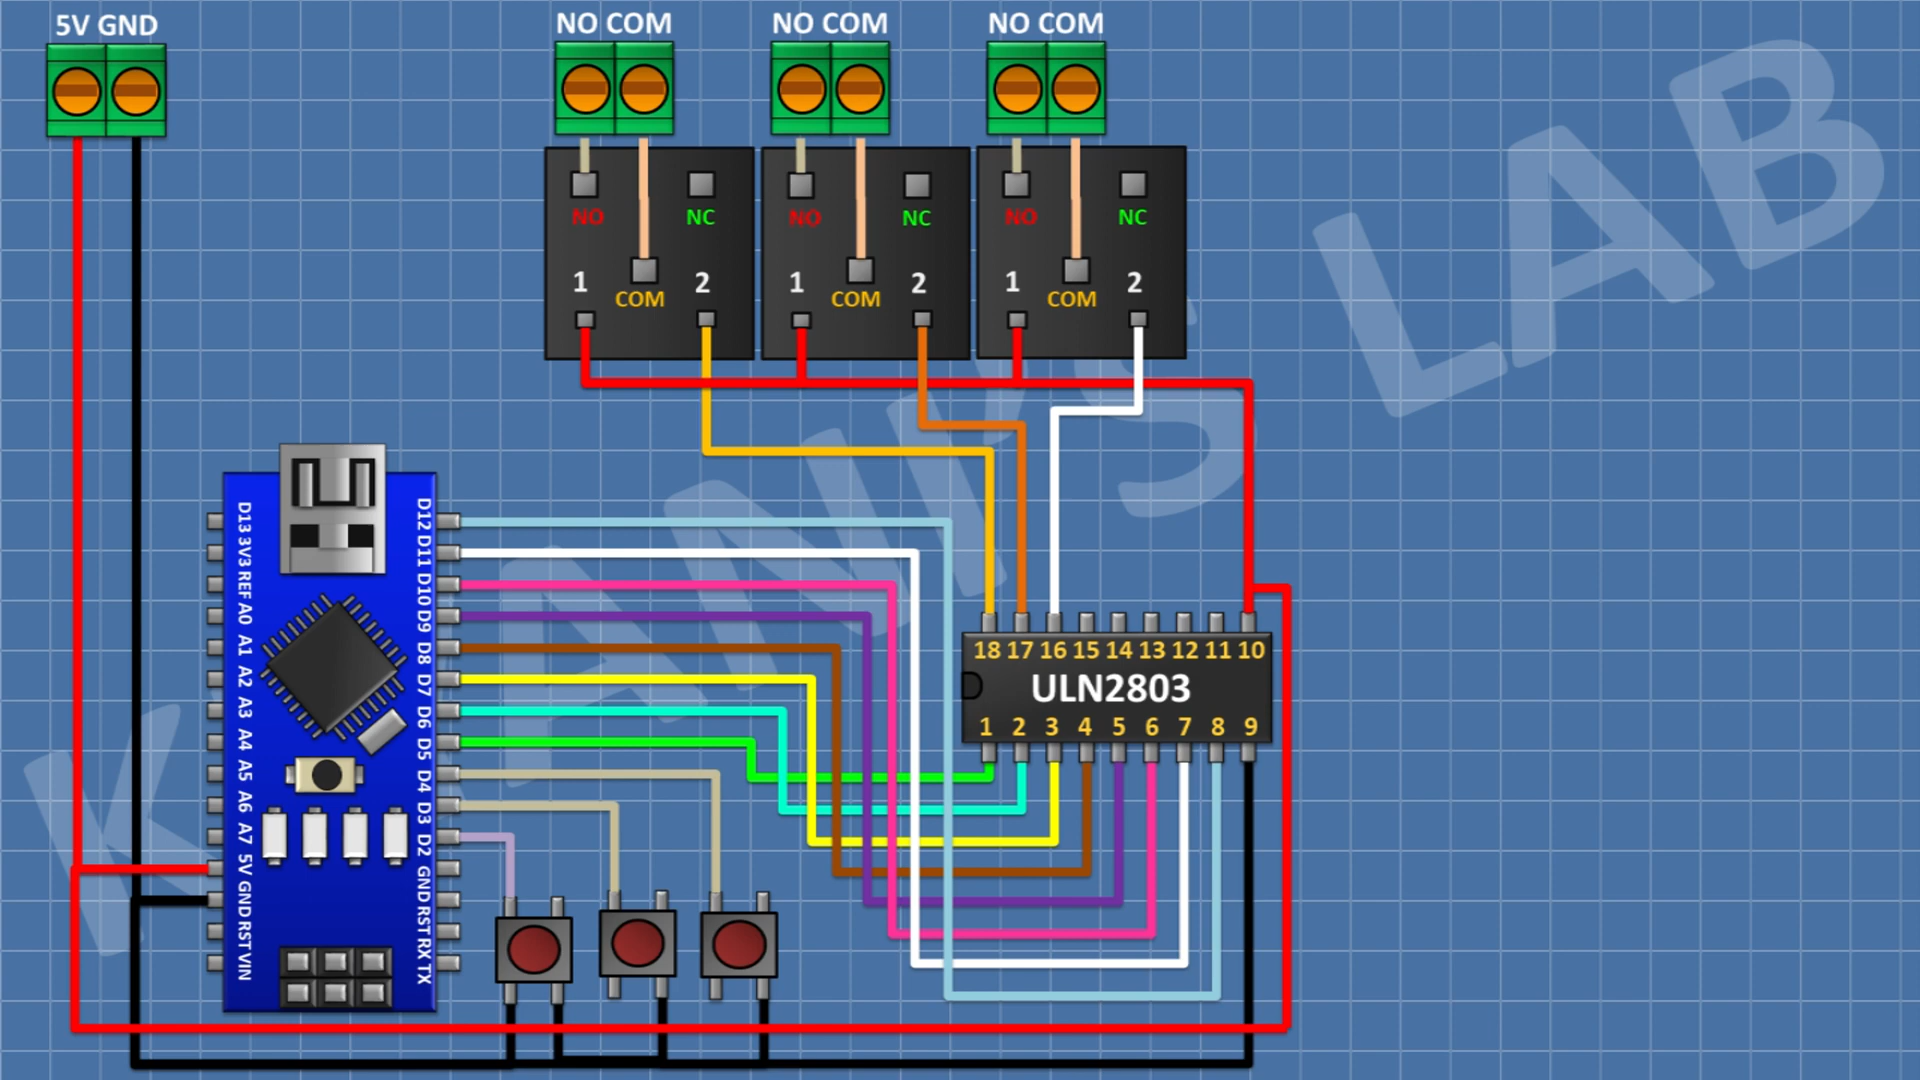 5V GND
NO COM
NO COM
NO COM
NO
NC
1
2
COM
NO
NC
1
2
COM
NO
NC
1
2
COM
KANI'S LAB
D13
3V3
REF
A0
A1
A2
A3
A4
A5
A6
A7
5V
GND
RST
VIN
D12
D11
D10
D9
D8
D7
D6
D5
D4
D3
D2
GND
RST
RX
TX
18 17 16 15 14 13 12 11 10
ULN2803
1 2 3 4 5 6 7 8 9